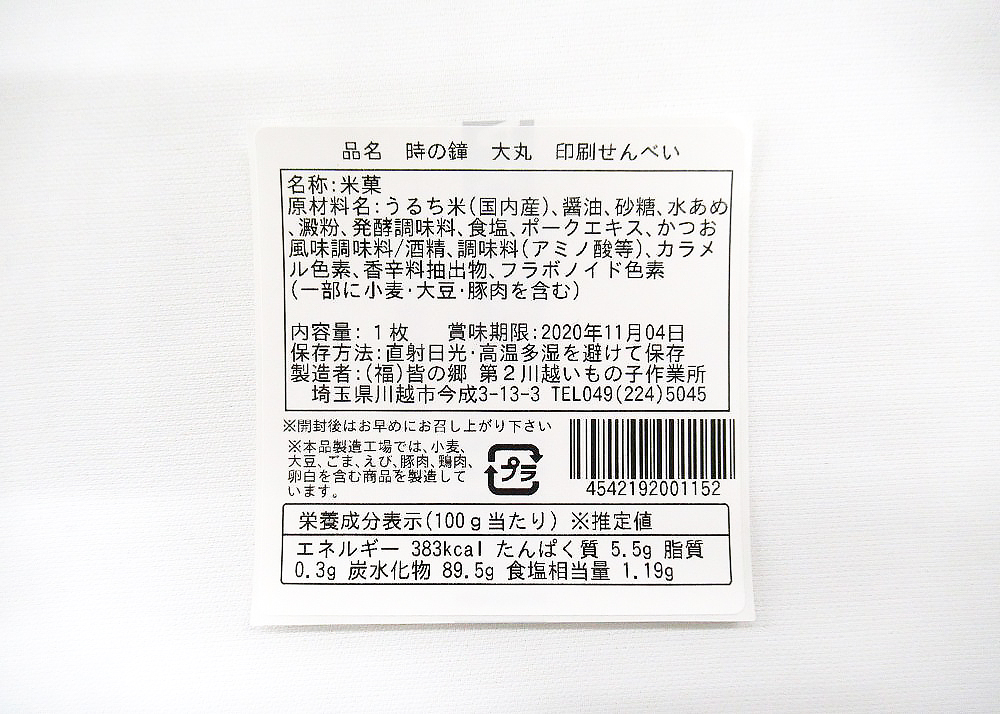 品名 時の鐘 大丸 印刷せんべい
名称:米菓
原材料名:うるち米(国内産)、醤油、砂糖、水あめ
、澱粉、発酵調味料、食塩、ポークエキス、かつお
風味調味料/酒精、調味料(アミノ酸等)、カラメ
ル色素、香辛料抽出物、フラボノイド色素
(一部に小麦・大豆・豚肉を含む)
内容量: 1枚 賞味期限:2020年11月04日
保存方法:直射日光・高温多湿を避けて保存
製造者:(福)皆の郷 第2川越いもの子作業所
埼玉県川越市今成3-13-3 TEL049(224)5045
※開封後はお早めにお召し上がり下さい
※本品製造工場では、小麦、
大豆、ごま、えび、豚肉、鶏肉、
卵白を含む商品を製造して
います。
プラ
4542192001152
栄養成分表示(100g当たり) ※推定値
エネルギー 383kcal たんぱく質 5.5g 脂質
0.3g 炭水化物 89.5g 食塩相当量 1.19g